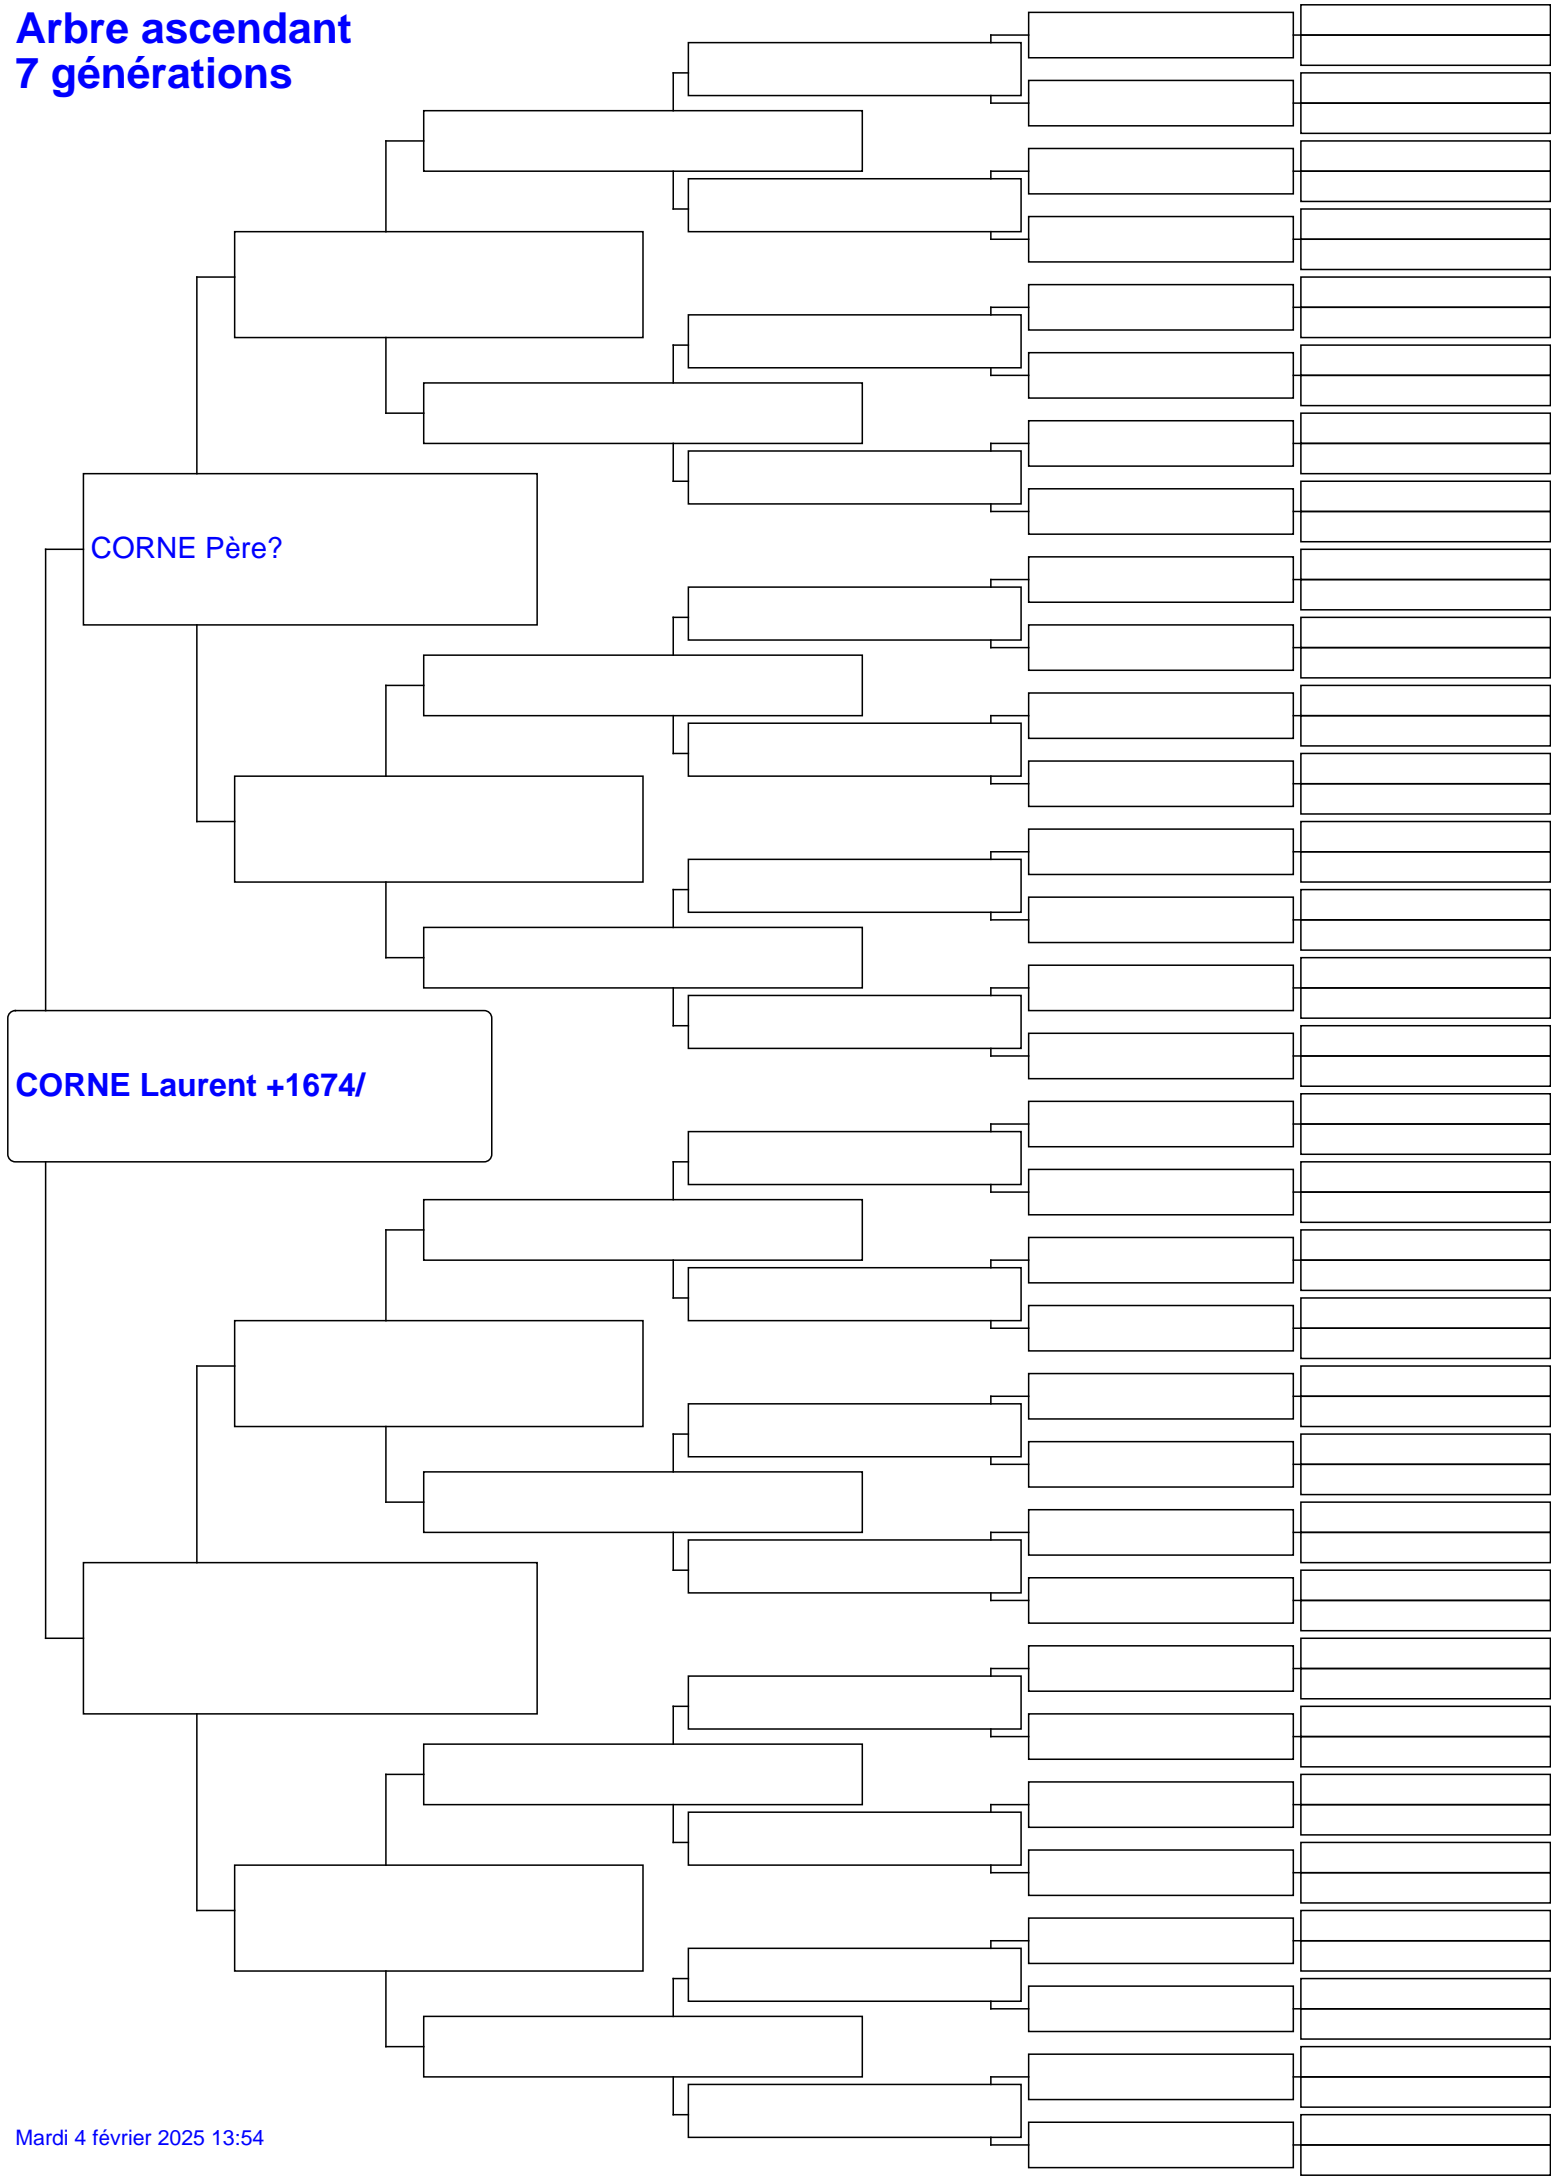 Arbre ascendant
7 générations
CORNE Père?
CORNE Laurent +1674/
Mardi 4 février 2025 13:54